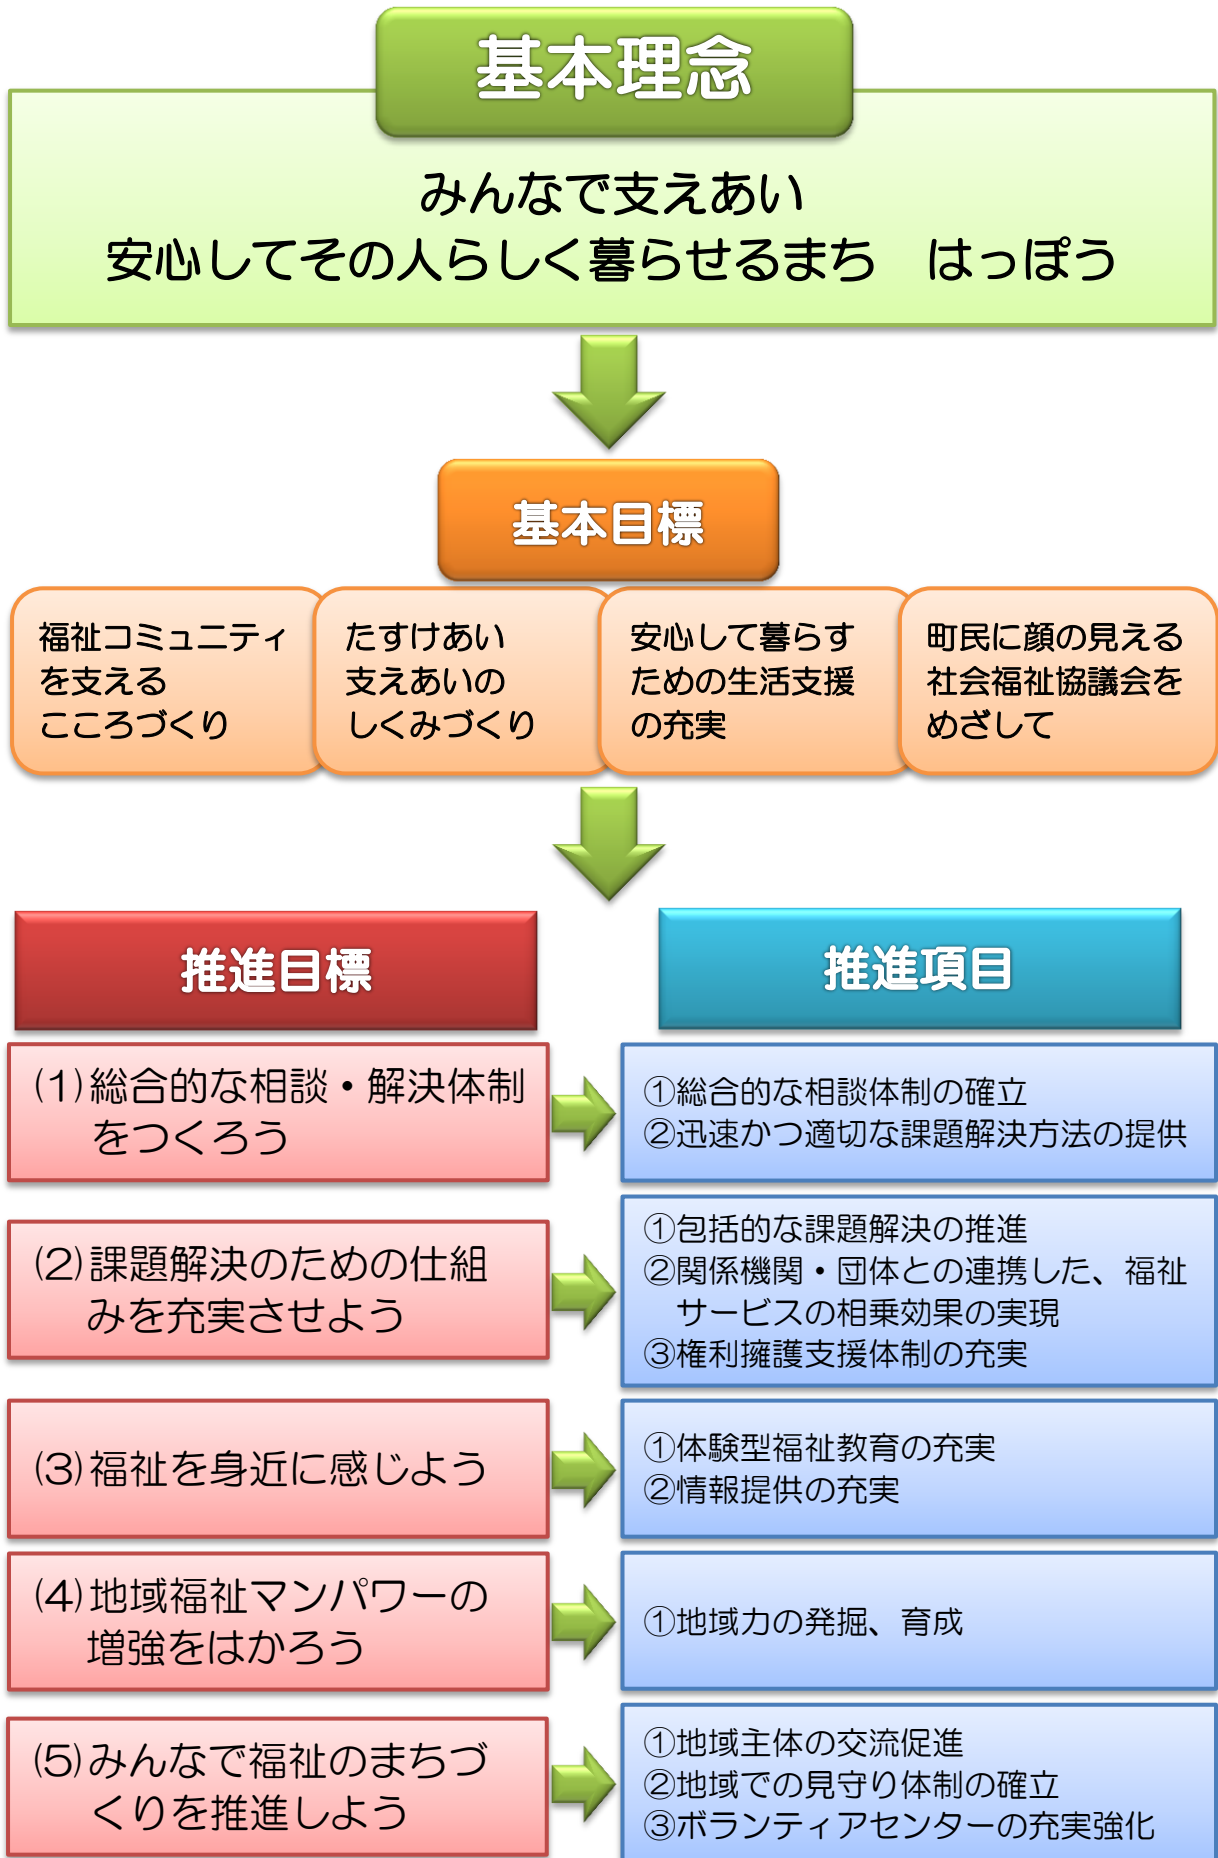 基本理念
みんなで支えあい
安心してその人らしく暮らせるまち　はっぽう
基本目標
福祉コミュニティ
を支える
こころづくり
たすけあい
支えあいの
しくみづくり
安心して暮らす
ための生活支援
の充実
町民に顔の見える
社会福祉協議会を
めざして
推進目標
推進項目
(1)総合的な相談・解決体制
をつくろう
①総合的な相談体制の確立
②迅速かつ適切な課題解決方法の提供
(2)課題解決のための仕組
みを充実させよう
①包括的な課題解決の推進
②関係機関・団体との連携した、福祉
サービスの相乗効果の実現
③権利擁護支援体制の充実
(3)福祉を身近に感じよう
①体験型福祉教育の充実
②情報提供の充実
(4)地域福祉マンパワーの
増強をはかろう
①地域力の発掘、育成
(5)みんなで福祉のまちづ
くりを推進しよう
①地域主体の交流促進
②地域での見守り体制の確立
③ボランティアセンターの充実強化